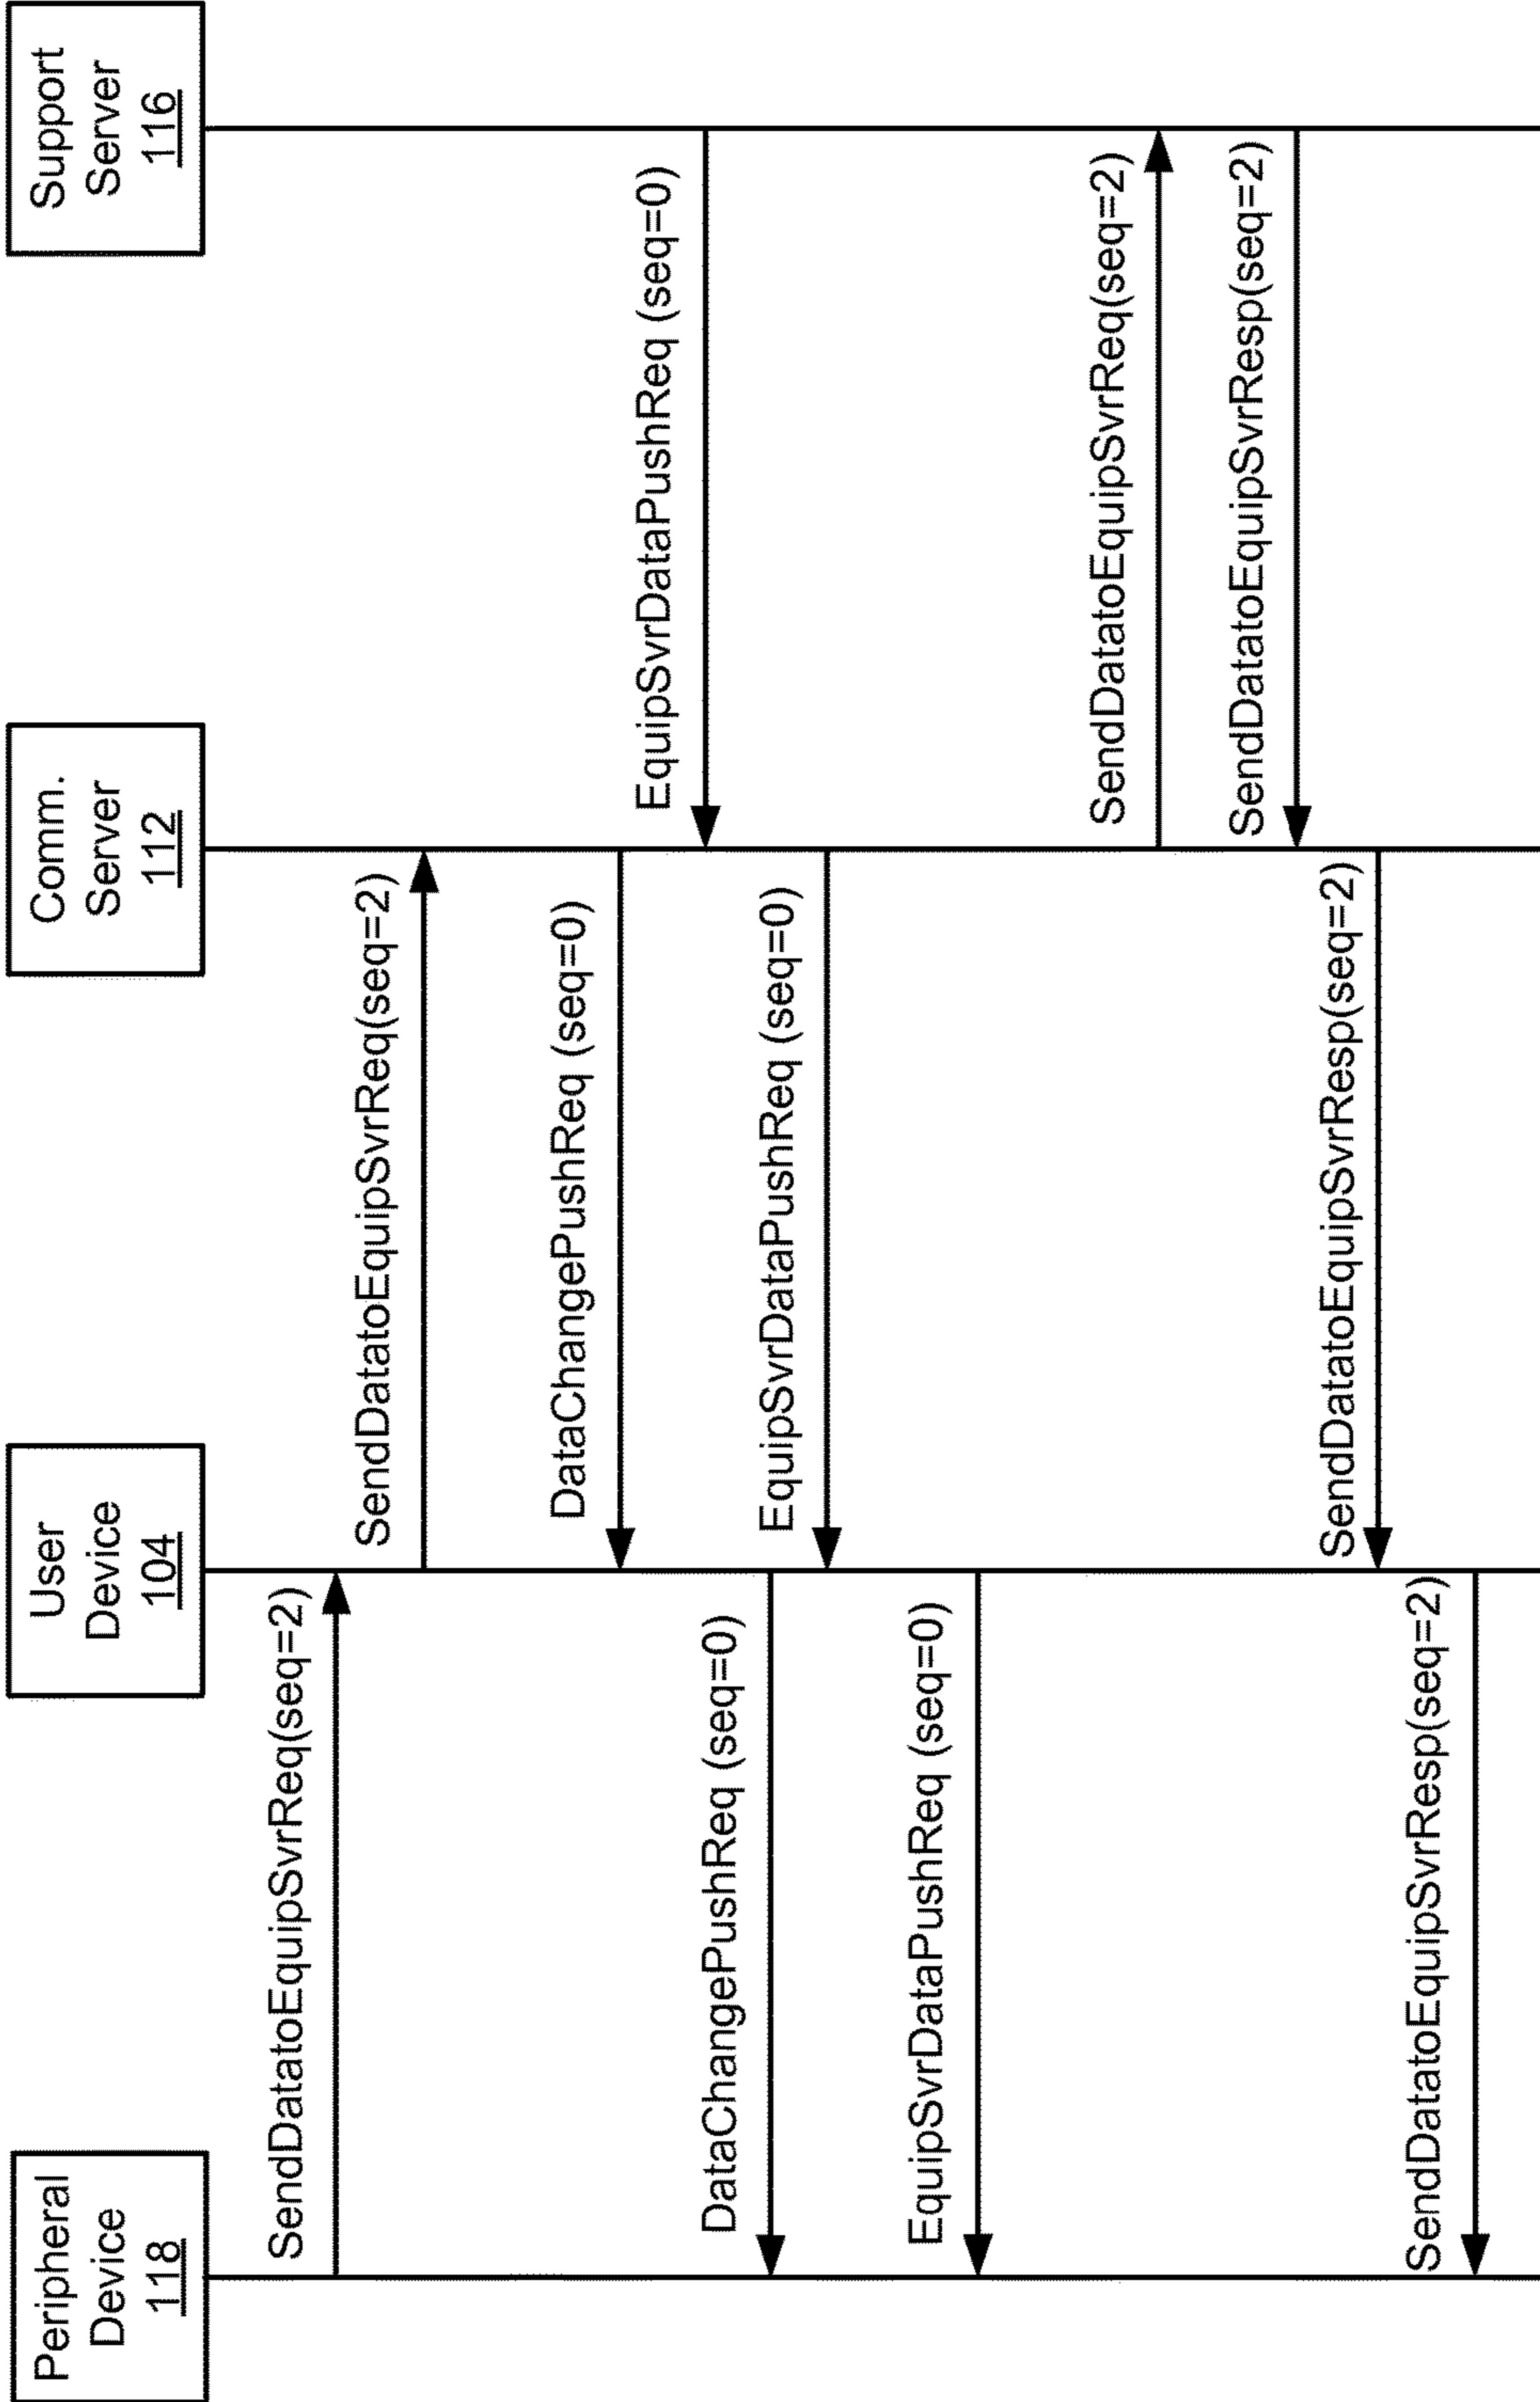 Peripheral
Device
118
User
Device
104
Comm.
Server
112
Support
Server
116
SendDatatoEquipSvrReq(seq=2)
SendDatatoEquipSvrReq(seq=2)
DataChangePushReq (seq=0)
EquipSvrDataPushReq (seq=0)
DataChangePushReq (seq=0)
EquipSvrDataPushReq (seq=0)
EquipSvrDataPushReq (seq=0)
SendDatatoEquipSvrReq(seq=2)
SendDatatoEquipSvrResp(seq=2)
SendDatatoEquipSvrResp(seq=2)
SendDatatoEquipSvrResp(seq=2)